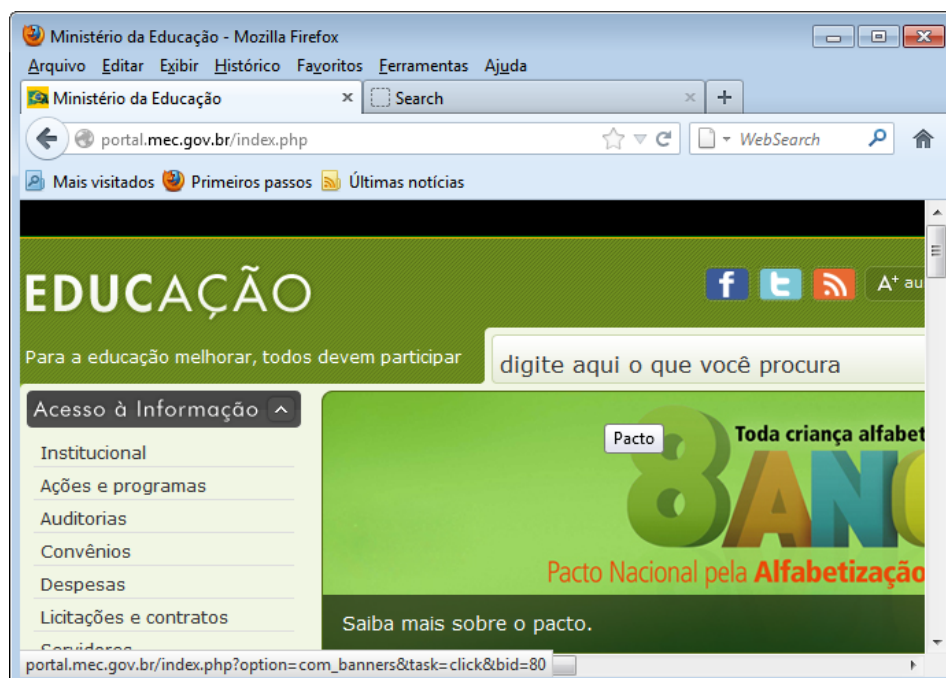 Ministério da Educação - Mozilla Firefox
Arquivo Editar Exibir Histórico Favoritos Ferramentas Ajuda
Ministério da Educação Search
portal.mec.gov.br/index.php WebSearch
Mais visitados Primeiros passos Últimas notícias
EDUCAÇÃO
A+ au
Para a educação melhorar, todos devem participar
digite aqui o que você procura
Acesso à Informação
Institucional
Ações e programas
Auditorias
Convênios
Despesas
Licitações e contratos
Servidores
Pacto
Toda criança alfabet
8 ANO
Pacto Nacional pela Alfabetização
Saiba mais sobre o pacto.
portal.mec.gov.br/index.php?option=com_banners&task=click&bid=80